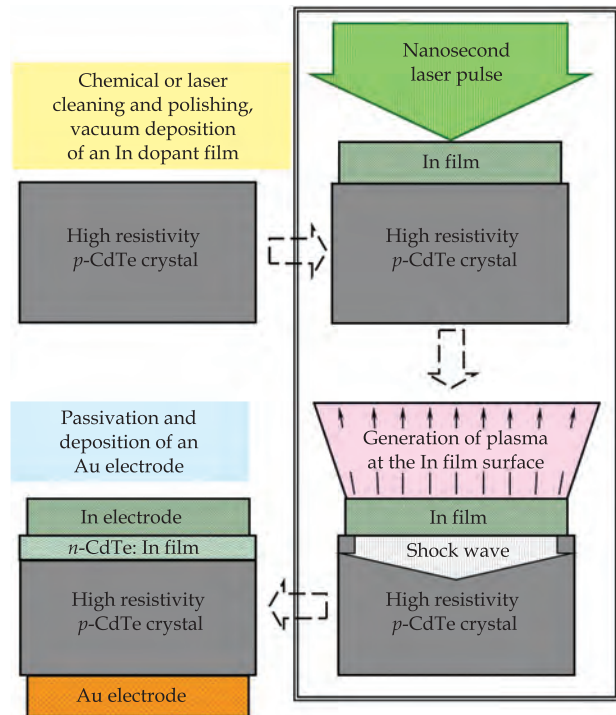 Chemical or laser
cleaning and polishing,
vacuum deposition
of an In dopant film
High resistivity
p-CdTe crystal
Nanosecond
laser pulse
In film
High resistivity
p-CdTe crystal
Generation of plasma
at the In film surface
In film
Shock wave
High resistivity
p-CdTe crystal
Passivation and
deposition of an
Au electrode
In electrode
n-CdTe: In film
High resistivity
p-CdTe crystal
Au electrode